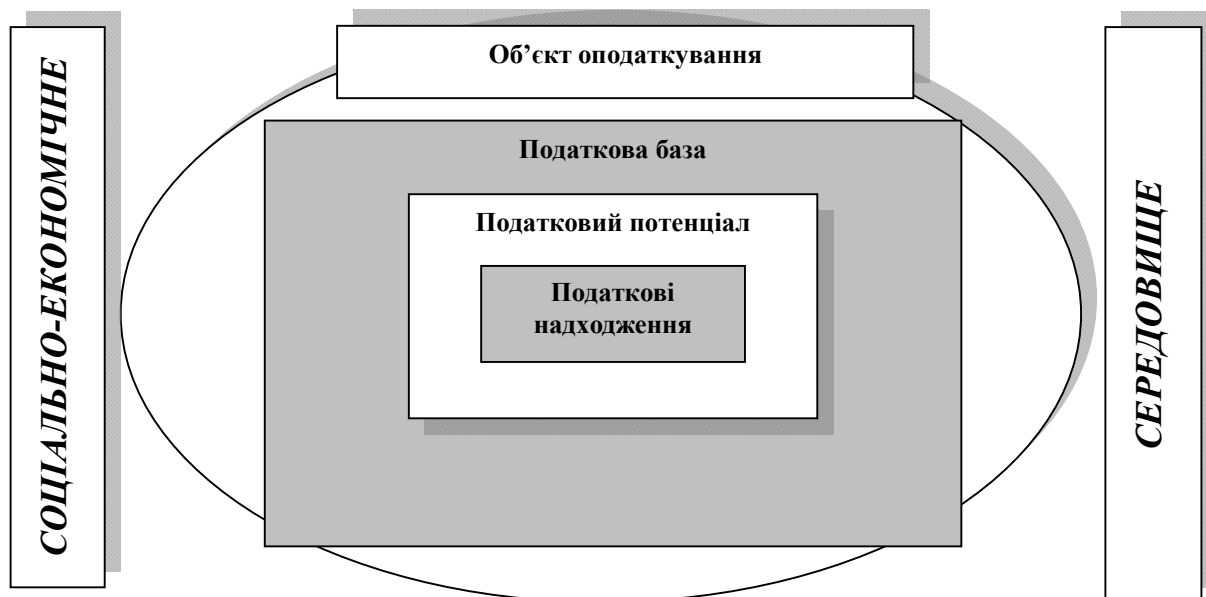 СОЦІАЛЬНО-ЕКОНОМІЧНЕ
Об’єкт оподаткування
Податкова база
Податковий потенціал
Податкові
надходження
СЕРЕДОВИЩЕ